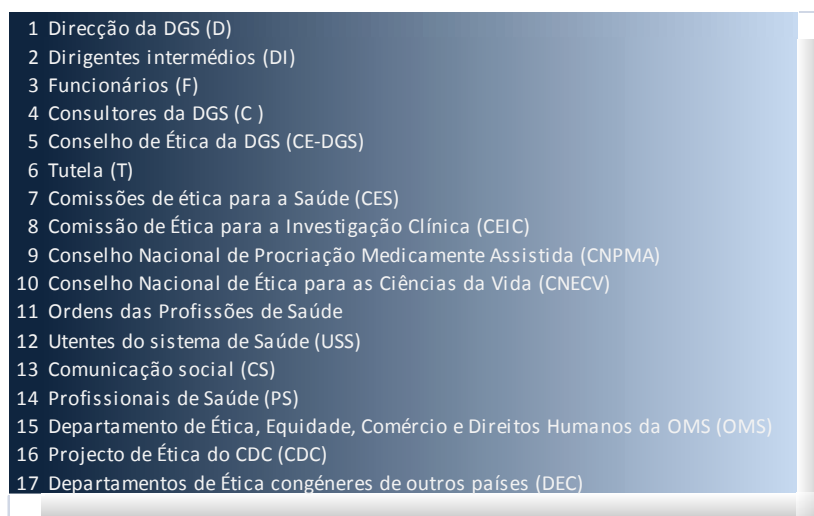 1 Direcção da DGS (D)
2 Dirigentes intermédios (DI)
3 Funcionários (F)
4 Consultores da DGS (C )
5 Conselho de Ética da DGS (CE-DGS)
6 Tutela (T)
7 Comissões de ética para a Saúde (CES)
8 Comissão de Ética para a Investigação Clínica (CEIC)
9 Conselho Nacional de Procriação Medicamente Assistida (CNPMA)
10 Conselho Nacional de Ética para as Ciências da Vida (CNECV)
11 Ordens das Profissões de Saúde
12 Utentes do sistema de Saúde (USS)
13 Comunicação social (CS)
14 Profissionais de Saúde (PS)
15 Departamento de Ética, Equidade, Comércio e Direitos Humanos da OMS (OMS)
16 Projecto de Ética do CDC (CDC)
17 Departamentos de Ética congéneres de outros países (DEC)